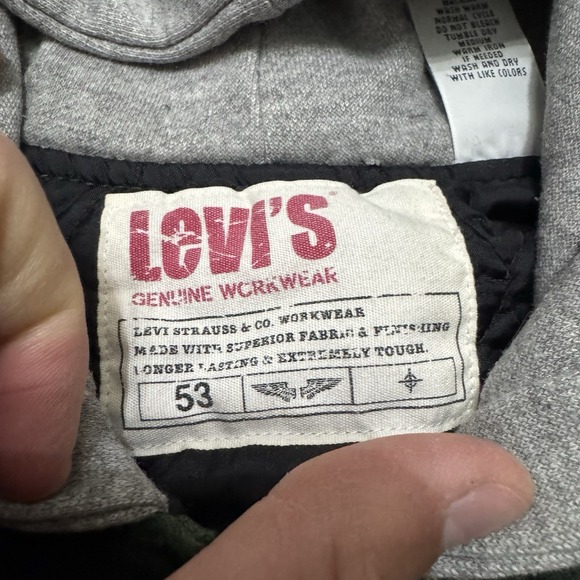 WASH WARM
NORMAL CYCLE
DO NOT BLEACH
TUMBLE DRY
MEDIUM
WARM IRON
IF NEEDED
WASH AND DRY
WITH LIKE COLORS
LEVI'S
GENUINE WORKWEAR
LEVI STRAUSS & CO. WORKWEAR
MADE WITH SUPERIOR FABRIC & FINISHING
LONGER LASTING & EXTREMELY TOUGH.
53